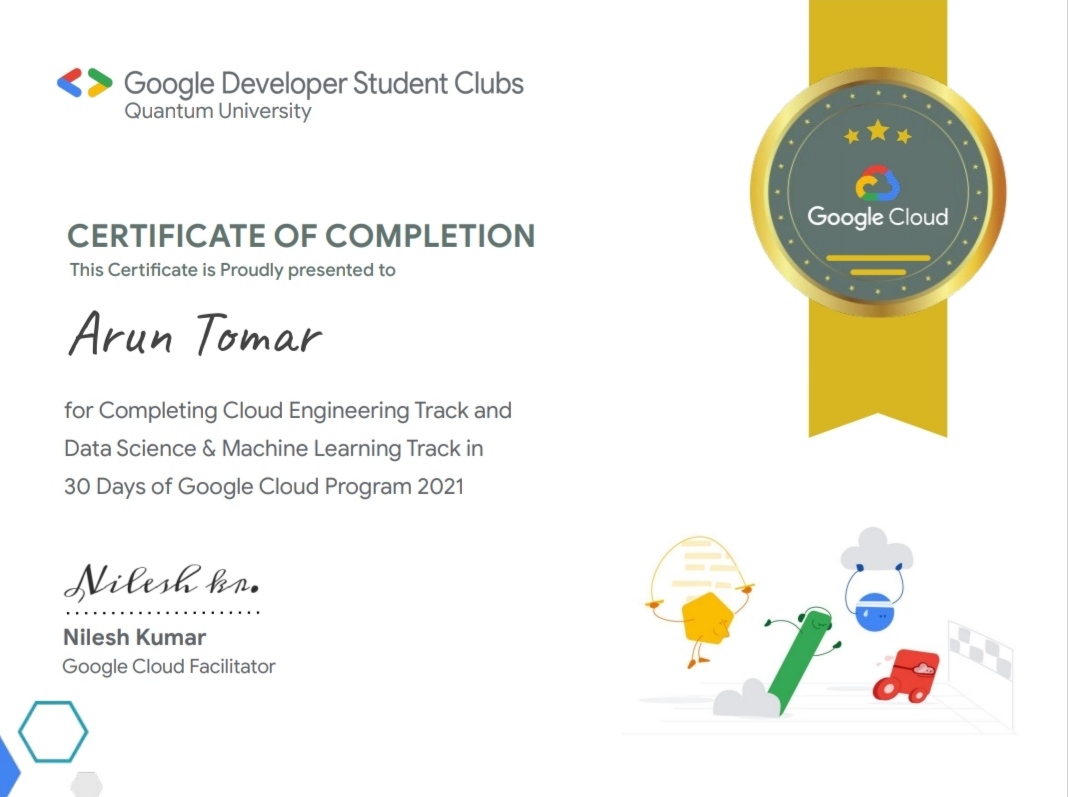 Google Developer Student Clubs
Quantum University
Google Cloud
CERTIFICATE OF COMPLETION
This Certificate is Proudly presented to
Arun Tomar
for Completing Cloud Engineering Track and
Data Science & Machine Learning Track in
30 Days of Google Cloud Program 2021
Nilesh kr.
Nilesh Kumar
Google Cloud Facilitator